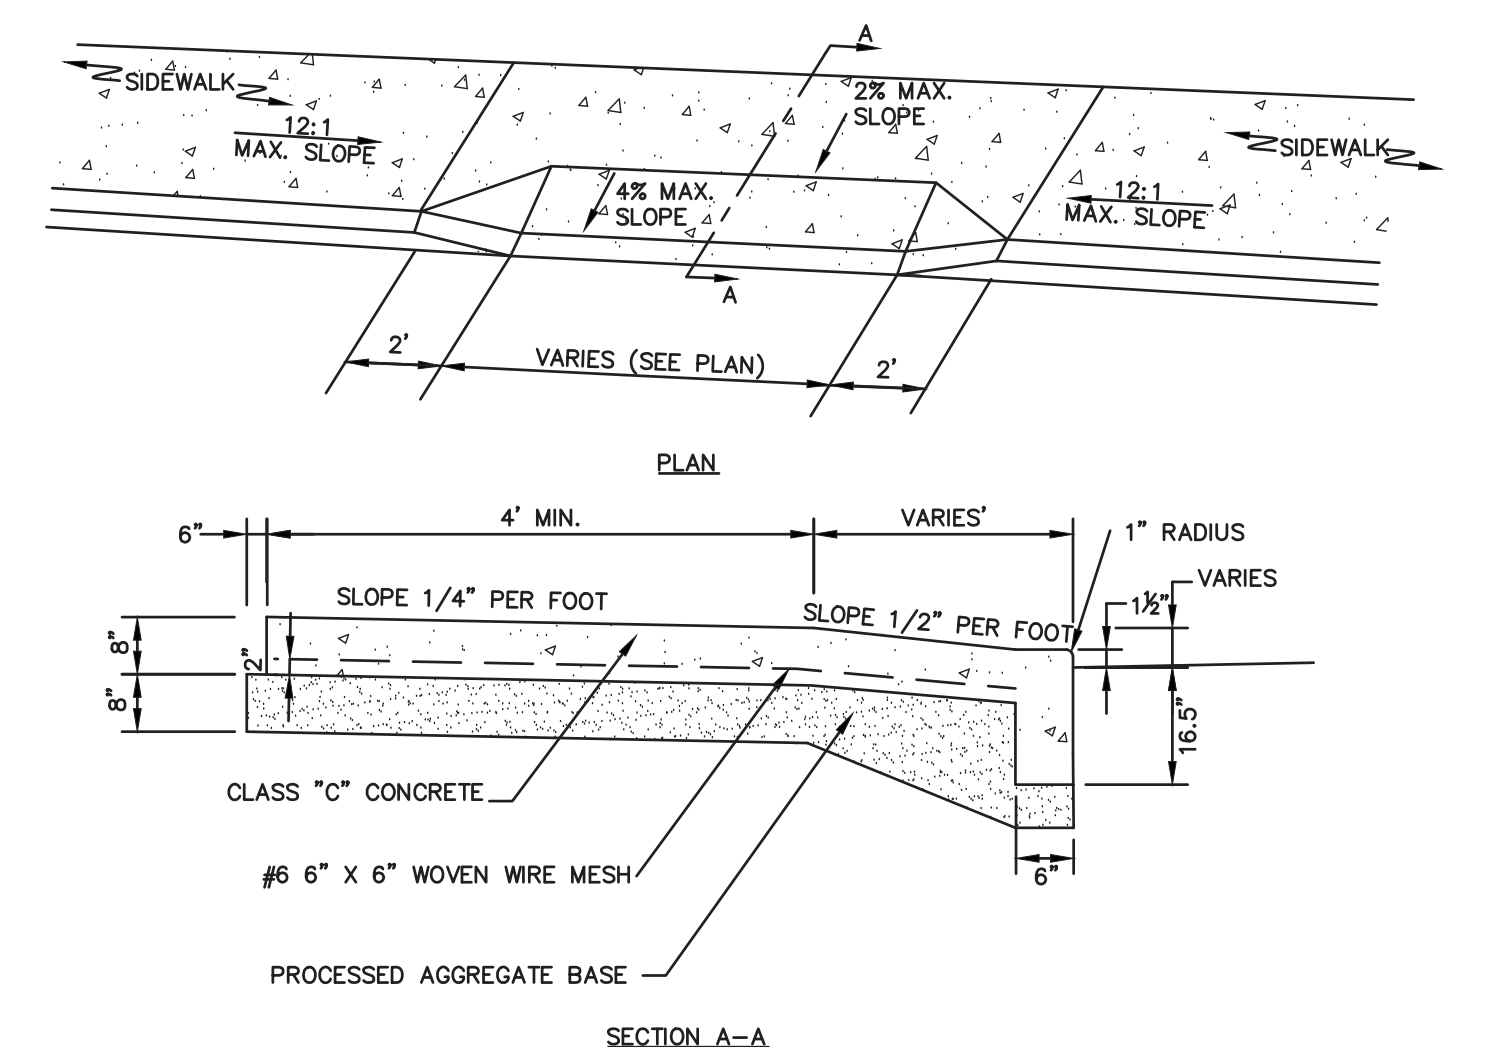 A
SIDEWALK
12:1
MAX. SLOPE
2% MAX.
SLOPE
SIDEWALK
4% MAX.
SLOPE
12:1
MAX. SLOPE
A
2'
VARIES (SEE PLAN)
2'
PLAN
6"
4' MIN.
VARIES'
1" RADIUS
VARIES
1½"
SLOPE 1/4" PER FOOT
SLOPE 1/2" PER FOOT
8"
2"
8"
16.5"
CLASS "C" CONCRETE
#6 6" X 6" WOVEN WIRE MESH
6"
PROCESSED AGGREGATE BASE
SECTION A-A